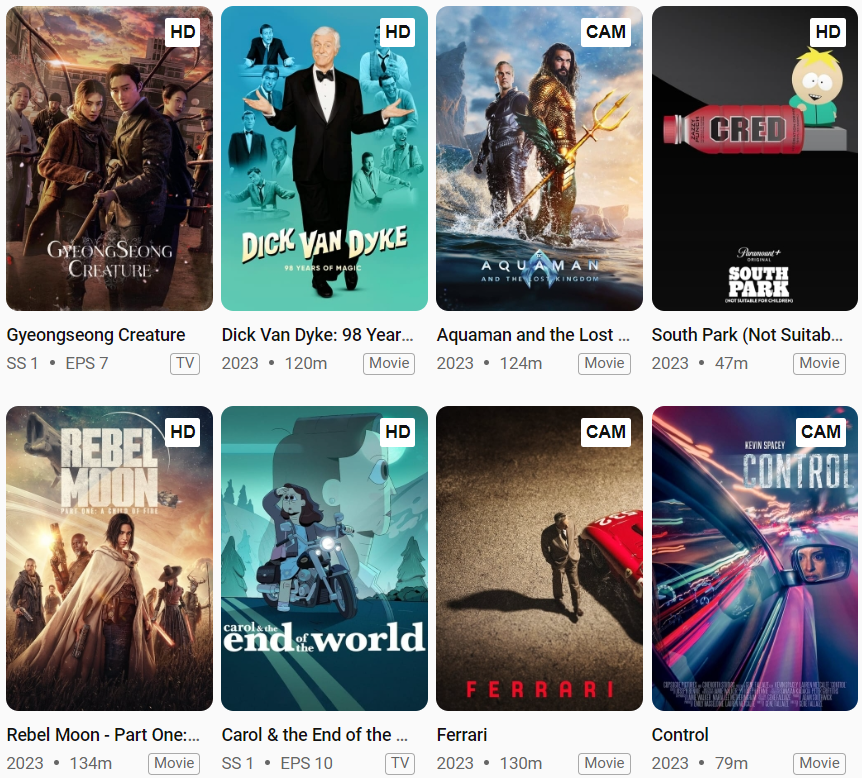 HD
GYEONGSEONG
CREATURE
Gyeongseong Creature
SS 1 • EPS 7 TV
HD
DICK VAN DYKE
98 YEARS OF MAGIC
Dick Van Dyke: 98 Year...
2023 • 120m Movie
CAM
AQUAMAN
AND THE LOST KINGDOM
Aquaman and the Lost ...
2023 • 124m Movie
HD
CRED
Paramount+
ORIGINAL
SOUTH
PARK
(NOT SUITABLE FOR CHILDREN)
South Park (Not Suitab...
2023 • 47m Movie
HD
REBEL
MOON
PART ONE: A CHILD OF FIRE
Rebel Moon - Part One:...
2023 • 134m Movie
HD
carol & the
end of the world
Carol & the End of the ...
SS 1 • EPS 10 TV
CAM
FERRARI
Ferrari
2023 • 130m Movie
CAM
KEVIN SPACEY
CONTROL
Control
2023 • 79m Movie